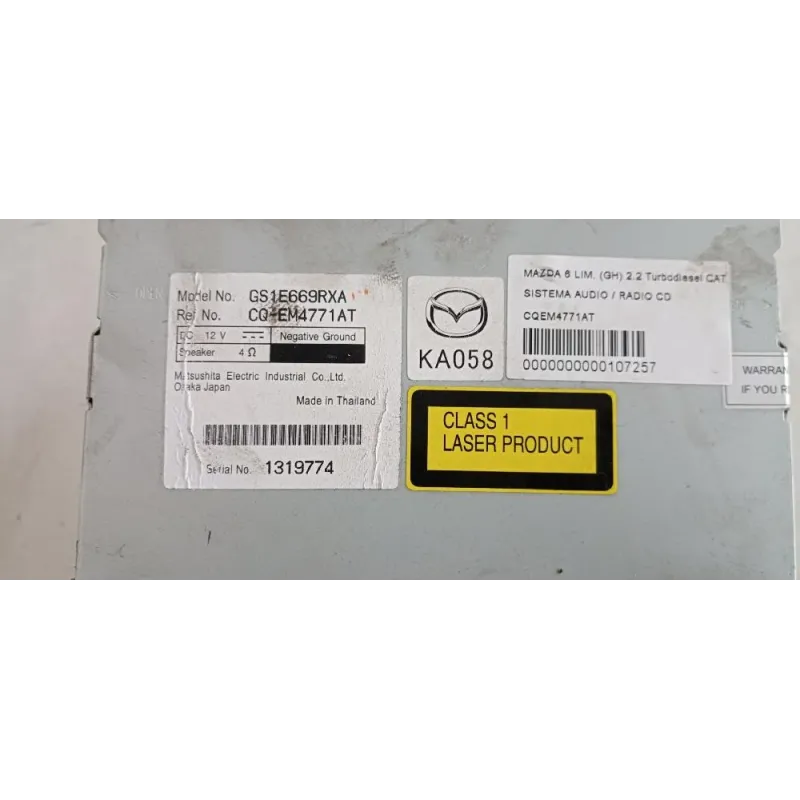 Model No. GS1E669RXA
Ref No. CQ-EM4771AT
DC 12 V Negative Ground
Speaker 4 Ω
Matsushita Electric Industrial Co.,Ltd.
Osaka Japan
Made in Thailand
Serial No. 1319774
KA058
CLASS 1
LASER PRODUCT
MAZDA 6 LIM. (GH) 2.2 Turbodiesel CAT
SISTEMA AUDIO / RADIO CD
CQEM4771AT
0000000000107257
WARRAN
IF YOU R